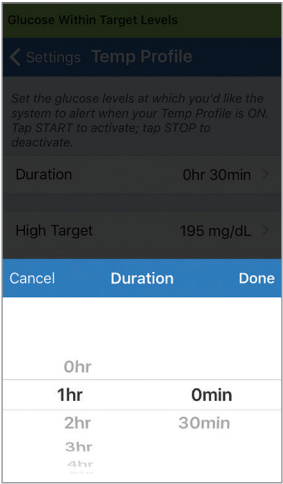 Glucose Within Target Levels
Settings Temp Profile
Set the glucose levels at which you'd like the
system to alert when your Temp Profile is ON.
Tap START to activate; tap STOP to
deactivate.
Duration 0hr 30min
High Target 195 mg/dL
Cancel Duration Done
0hr
1hr 0min
2hr 30min
3hr
4hr